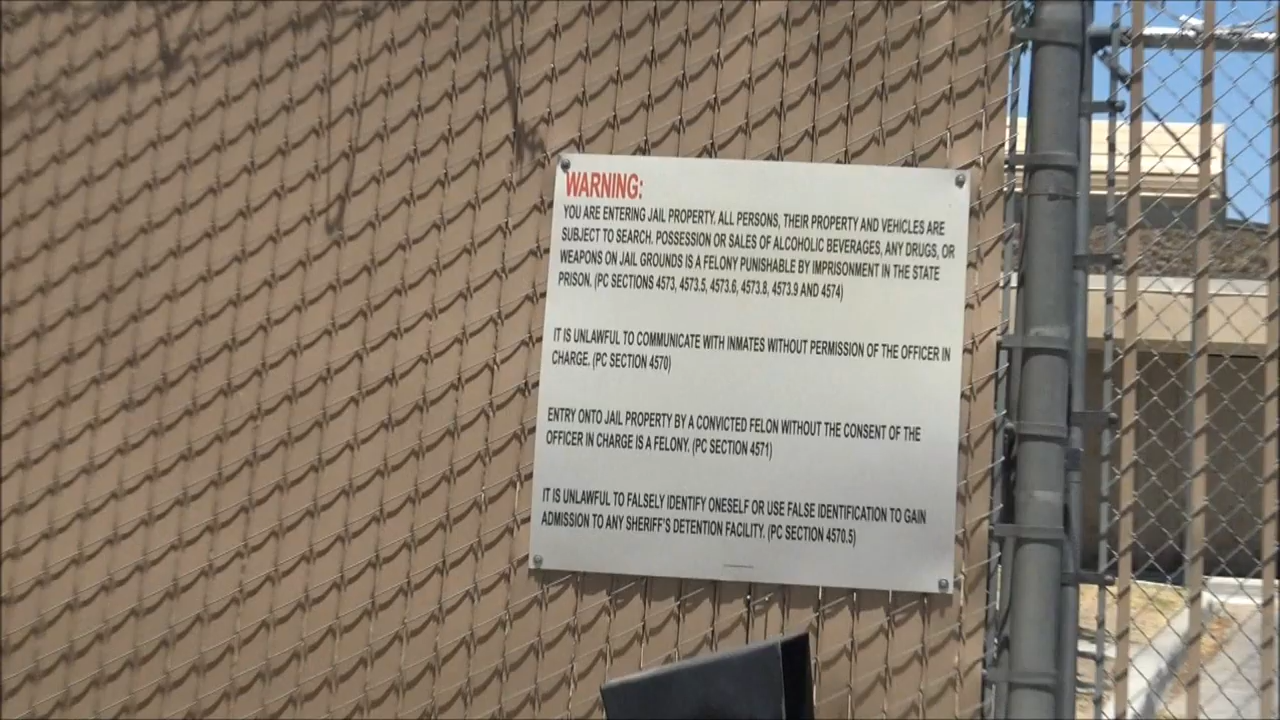 WARNING:
YOU ARE ENTERING JAIL PROPERTY. ALL PERSONS, THEIR PROPERTY AND VEHICLES ARE
SUBJECT TO SEARCH. POSSESSION OR SALES OF ALCOHOLIC BEVERAGES, ANY DRUGS, OR
WEAPONS ON JAIL GROUNDS IS A FELONY PUNISHABLE BY IMPRISONMENT IN THE STATE
PRISON. (PC SECTIONS 4573, 4573.5, 4573.6, 4573.8, 4573.9 AND 4574)
IT IS UNLAWFUL TO COMMUNICATE WITH INMATES WITHOUT PERMISSION OF THE OFFICER IN
CHARGE. (PC SECTION 4570)
ENTRY ONTO JAIL PROPERTY BY A CONVICTED FELON WITHOUT THE CONSENT OF THE
OFFICER IN CHARGE IS A FELONY. (PC SECTION 4571)
IT IS UNLAWFUL TO FALSELY IDENTIFY ONESELF OR USE FALSE IDENTIFICATION TO GAIN
ADMISSION TO ANY SHERIFF'S DETENTION FACILITY. (PC SECTION 4570.5)